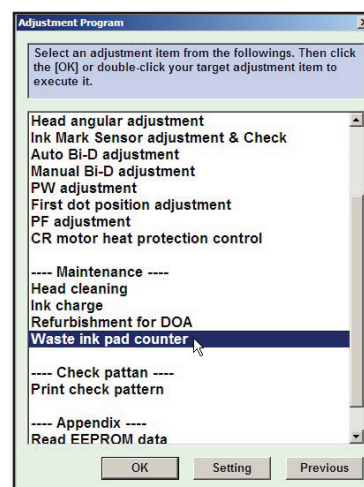 Adjustment Program
Select an adjustment item from the followings. Then click
the [OK] or double-click your target adjustment item to
execute it.
Head angular adjustment
Ink Mark Sensor adjustment & Check
Auto Bi-D adjustment
Manual Bi-D adjustment
PW adjustment
First dot position adjustment
PF adjustment
CR motor heat protection control
---- Maintenance ----
Head cleaning
Ink charge
Refurbishment for DOA
Waste ink pad counter
---- Check pattan ----
Print check pattern
---- Appendix ----
Read EEPROM data
OK
Setting
Previous